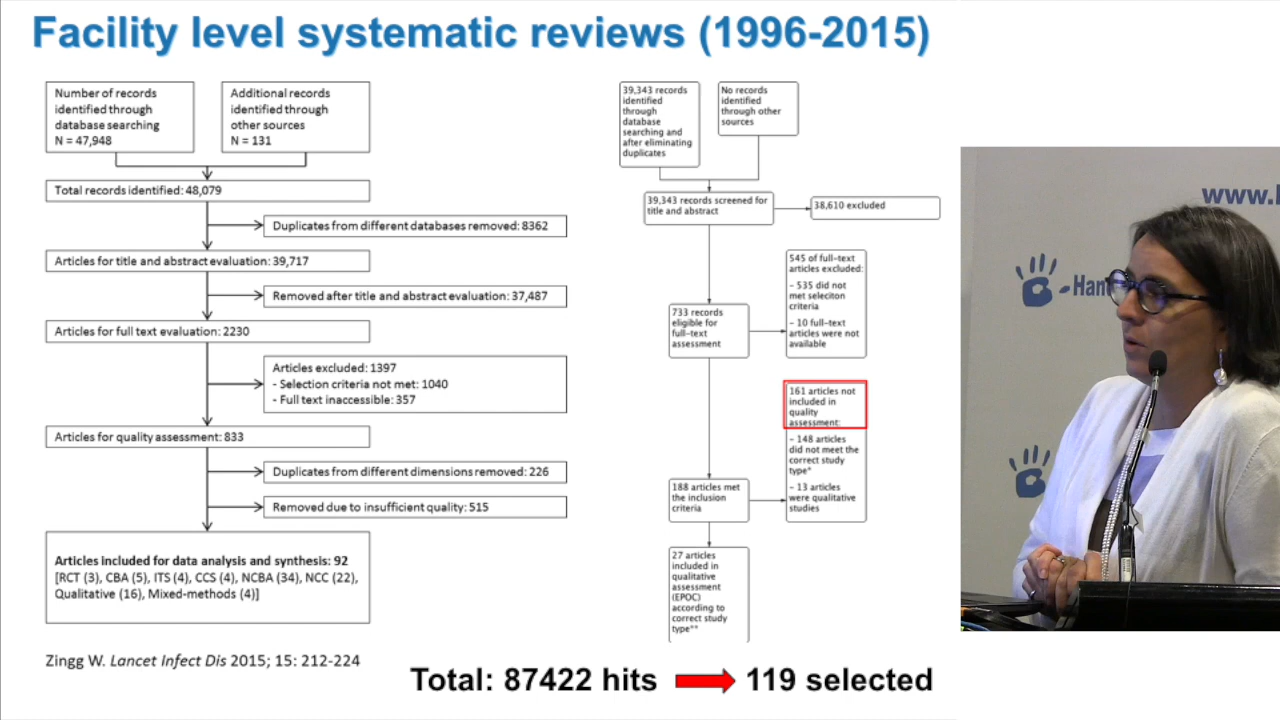 Facility level systematic reviews (1996-2015)
Number of records
identified through
database searching
N = 47,948
Additional records
identified through
other sources
N = 131
Total records identified: 48,079
Duplicates from different databases removed: 8362
Articles for title and abstract evaluation: 39,717
Removed after title and abstract evaluation: 37,487
Articles for full text evaluation: 2230
Articles excluded: 1397
- Selection criteria not met: 1040
- Full text inaccessible: 357
Articles for quality assessment: 833
Duplicates from different dimensions removed: 226
Removed due to insufficient quality: 515
Articles included for data analysis and synthesis: 92
[RCT (3), CBA (5), ITS (4), CCS (4), NCBA (34), NCC (22),
Qualitative (16), Mixed-methods (4)]
Zingg W. Lancet Infect Dis 2015; 15: 212-224
39,343 records
identified
through
database
searching and
after eliminating
duplicates
No records
identified
through other
sources
39,343 records screened for
title and abstract
38,610 excluded
545 of full-text
articles excluded:
- 535 did not
met seleciton
criteria
- 10 full-text
articles were not
available
733 records
eligible for
full-text
assessment
161 articles not
included in
quality
assessment:
- 148 articles
did not meet the
correct study
type*
- 13 articles
were qualitative
studies
188 articles met
the inclusion
criteria
27 articles
included in
qualitative
assessment
(EPOC)
according to
correct study
type**
Total: 87422 hits
119 selected
www.
- Han